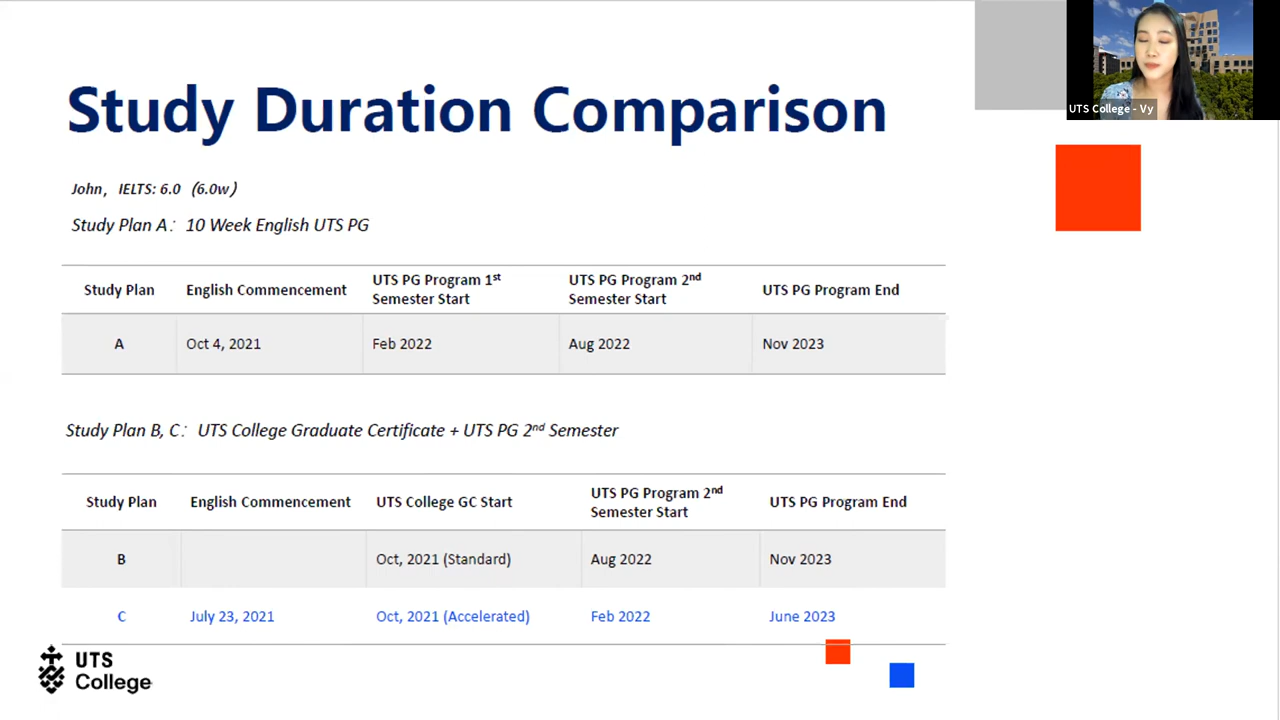 Study Duration Comparison
UTS College - Vy
John, IELTS: 6.0 (6.0w)
Study Plan A: 10 Week English UTS PG
Study Plan English Commencement UTS PG Program 1st Semester Start UTS PG Program 2nd Semester Start UTS PG Program End
A Oct 4, 2021 Feb 2022 Aug 2022 Nov 2023
Study Plan B, C: UTS College Graduate Certificate + UTS PG 2nd Semester
Study Plan English Commencement UTS College GC Start UTS PG Program 2nd Semester Start UTS PG Program End
B Oct, 2021 (Standard) Aug 2022 Nov 2023
C July 23, 2021 Oct, 2021 (Accelerated) Feb 2022 June 2023
UTS
College